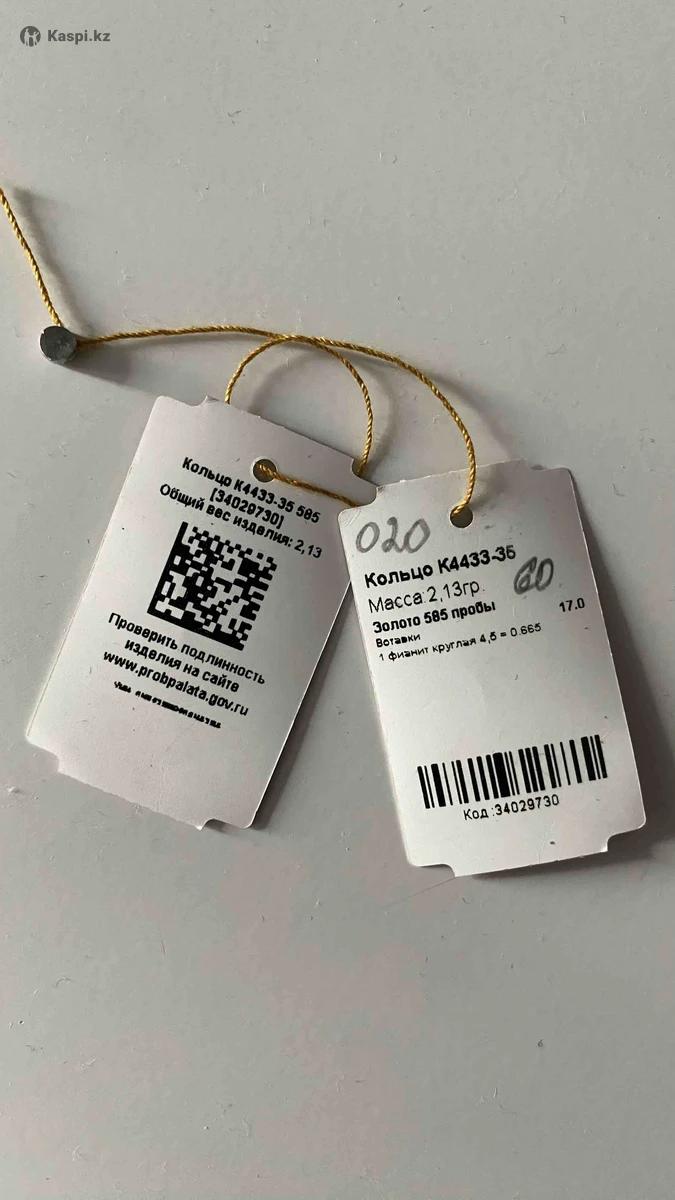 Kaspi.kz
Кольцо К4433-35 585
[34029730]
Общий вес изделия: 2,13
Проверить подлинность
изделия на сайте
www.probpalata.gov.ru
020
Кольцо К4433-35
60
Масса 2,13гр.
Золото 585 пробы
17.0
Вставки
1 фианит круглая 4,5 = 0.665
Код :34029730